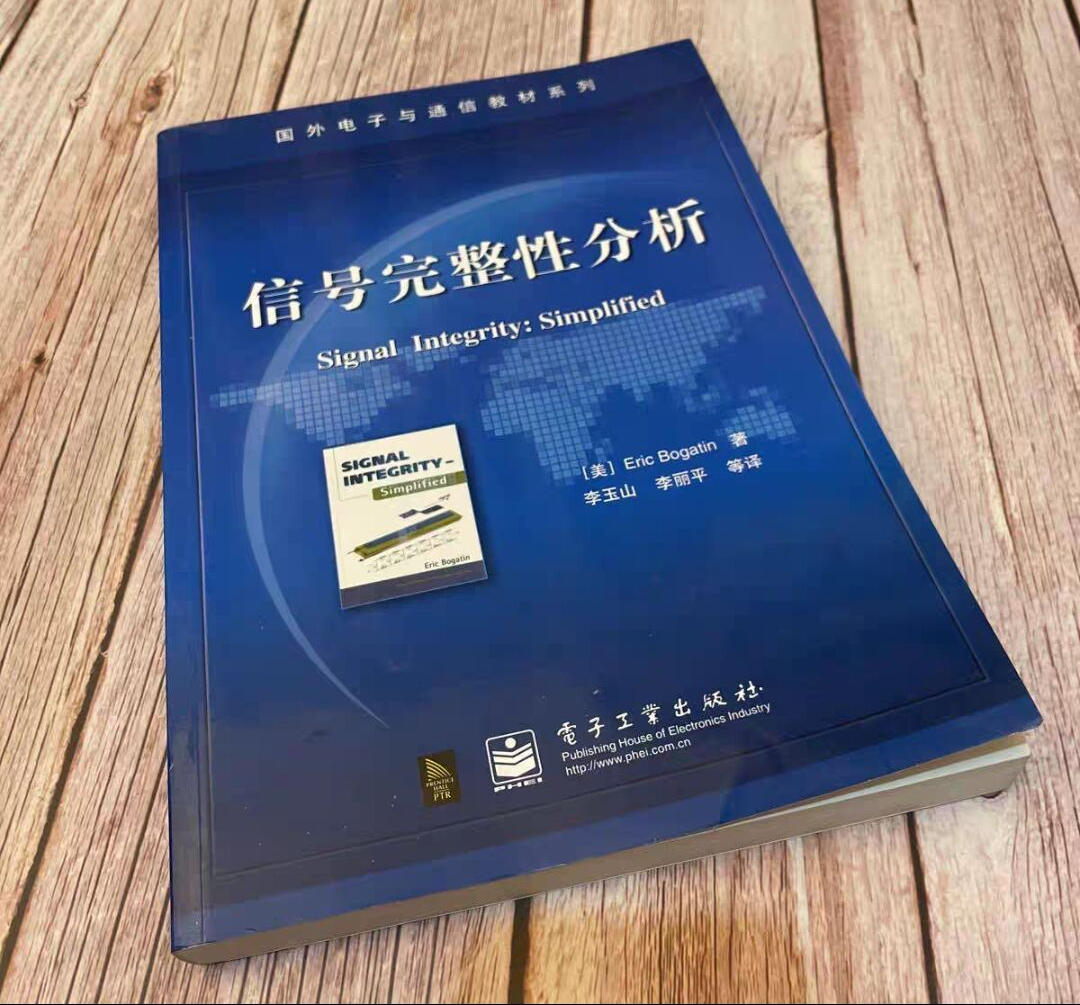 国外电子与通信教材系列
信号完整性分析
Signal Integrity: Simplified
[美] Eric Bogatin 著
李玉山 李丽平 等译
SIGNAL
INTEGRITY–
Simplified
Eric Bogatin
PRENTICE
HALL
PTR
PHEI
電子工業出版社.
Publishing House of Electronics Industry
http://www.phei.com.cn